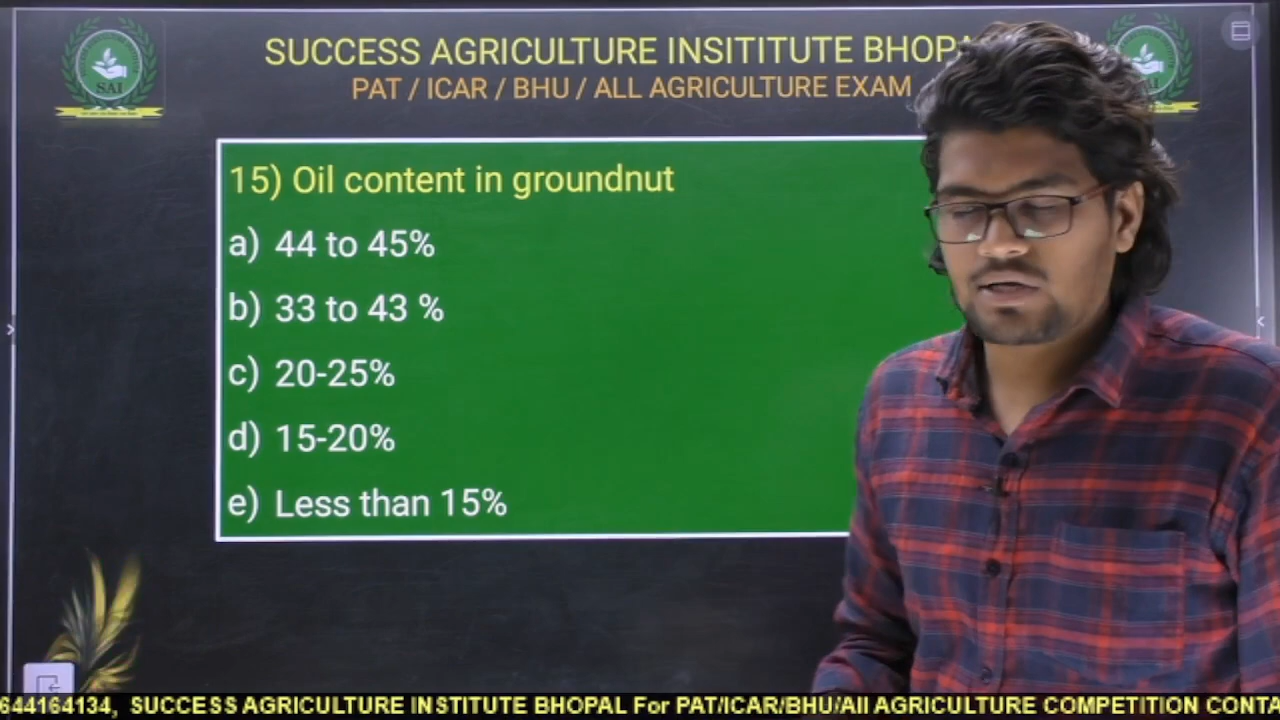 SUCCESS AGRICULTURE INSITITUTE BHOPA
PAT / ICAR / BHU / ALL AGRICULTURE EXAM
SAI
15) Oil content in groundnut
a) 44 to 45%
b) 33 to 43 %
c) 20-25%
d) 15-20%
e) Less than 15%
644164134, SUCCESS AGRICULTURE INSTITUTE BHOPAL For PAT/ICAR/BHU/All AGRICULTURE COMPETITION CONTA